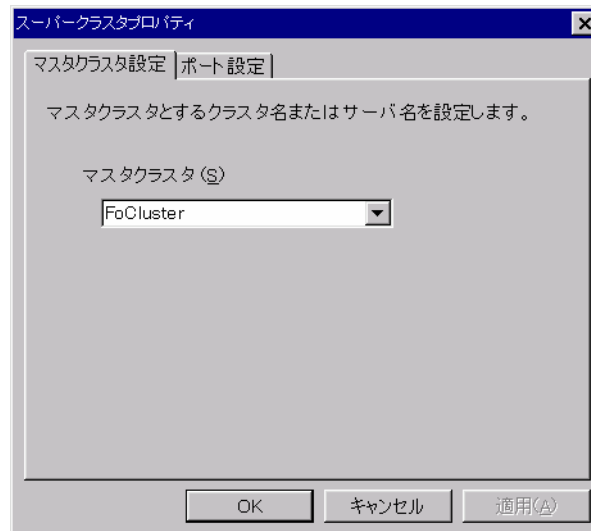 スーパークラスタプロパティ
マスタクラスタ設定 ポート設定
マスタクラスタとするクラスタ名またはサーバ名を設定します。
マスタクラスタ(S)
FoCluster
OK キャンセル 適用(A)